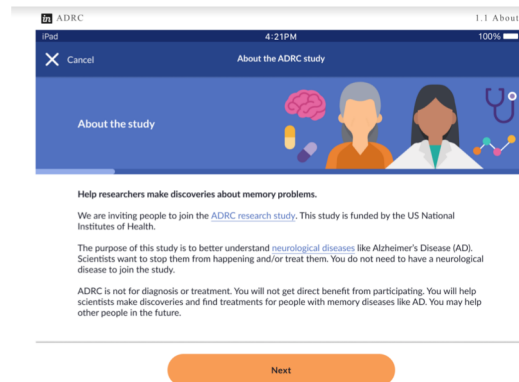 in ADRC
1.1 About
iPad
4:21PM
100%
Cancel
About the ADRC study
About the study
Help researchers make discoveries about memory problems.
We are inviting people to join the ADRC research study. This study is funded by the US National
Institutes of Health.
The purpose of this study is to better understand neurological diseases like Alzheimer's Disease (AD).
Scientists want to stop them from happening and/or treat them. You do not need to have a neurological
disease to join the study.
ADRC is not for diagnosis or treatment. You will not get direct benefit from participating. You will help
scientists make discoveries and find treatments for people with memory diseases like AD. You may help
other people in the future.
Next